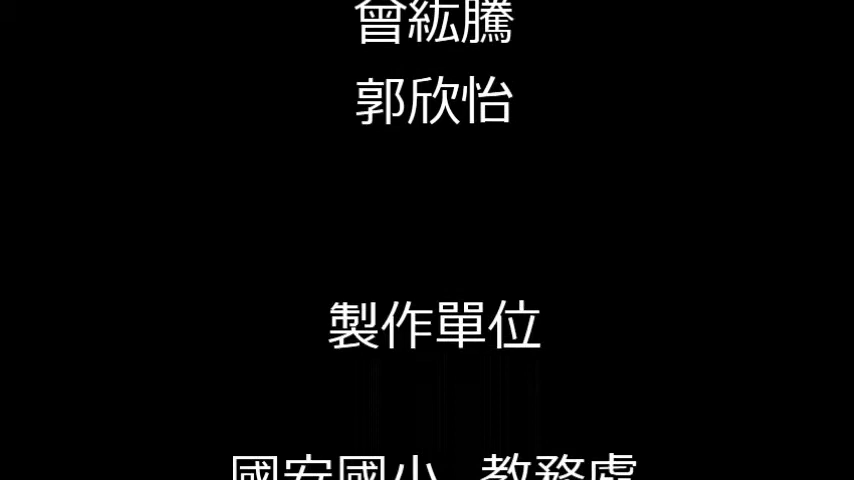 曾紘騰
郭欣怡
製作單位
國安國小 教務處